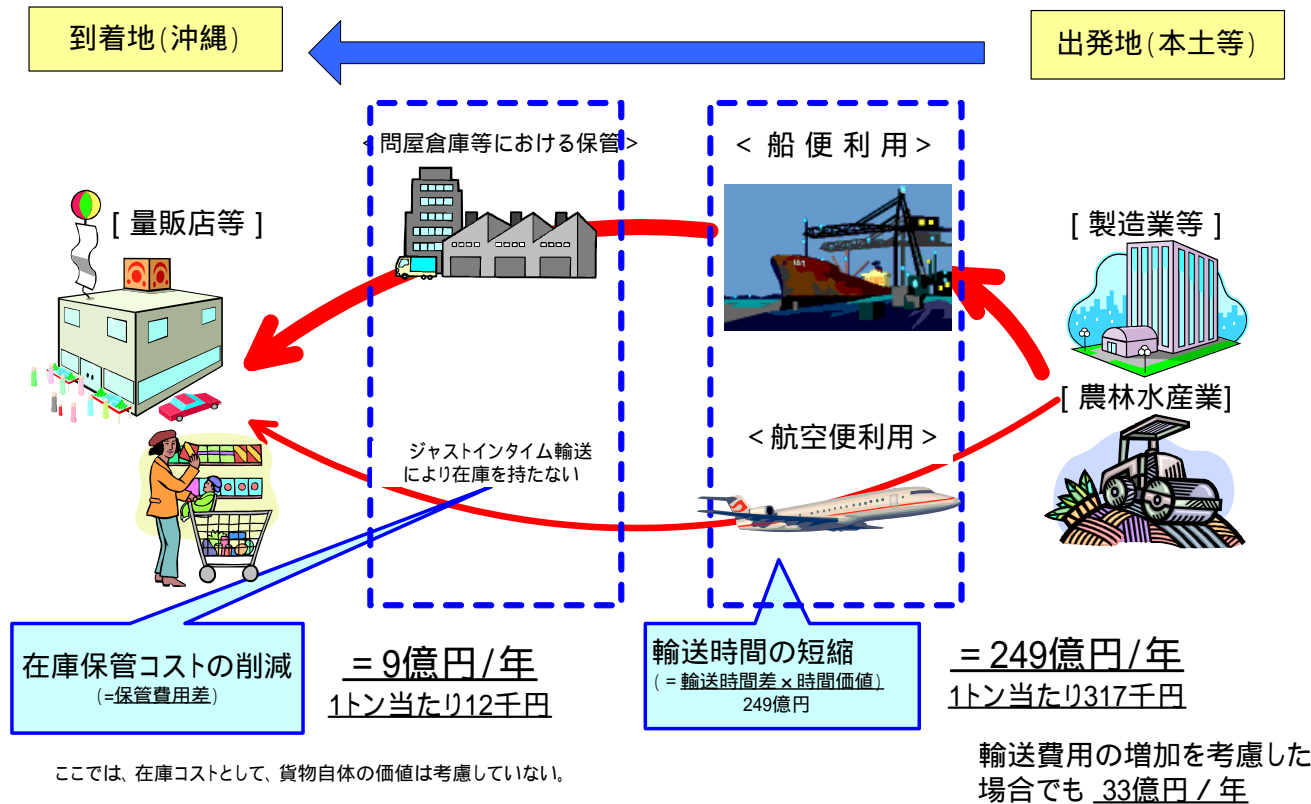 到着地(沖縄)
出発地(本土等)
<問屋倉庫等における保管>
< 船 便 利 用 >
[ 量販店等 ]
[ 製造業等 ]
[ 農林水産業]
<航空便利用>
ジャストインタイム輸送
により在庫を持たない
在庫保管コストの削減
(=保管費用差)
= 9億円/年
1トン当たり12千円
輸送時間の短縮
(=輸送時間差×時間価値)
249億円
= 249億円/年
1トン当たり317千円
ここでは、在庫コストとして、貨物自体の価値は考慮していない。
輸送費用の増加を考慮した
場合でも 33億円 / 年